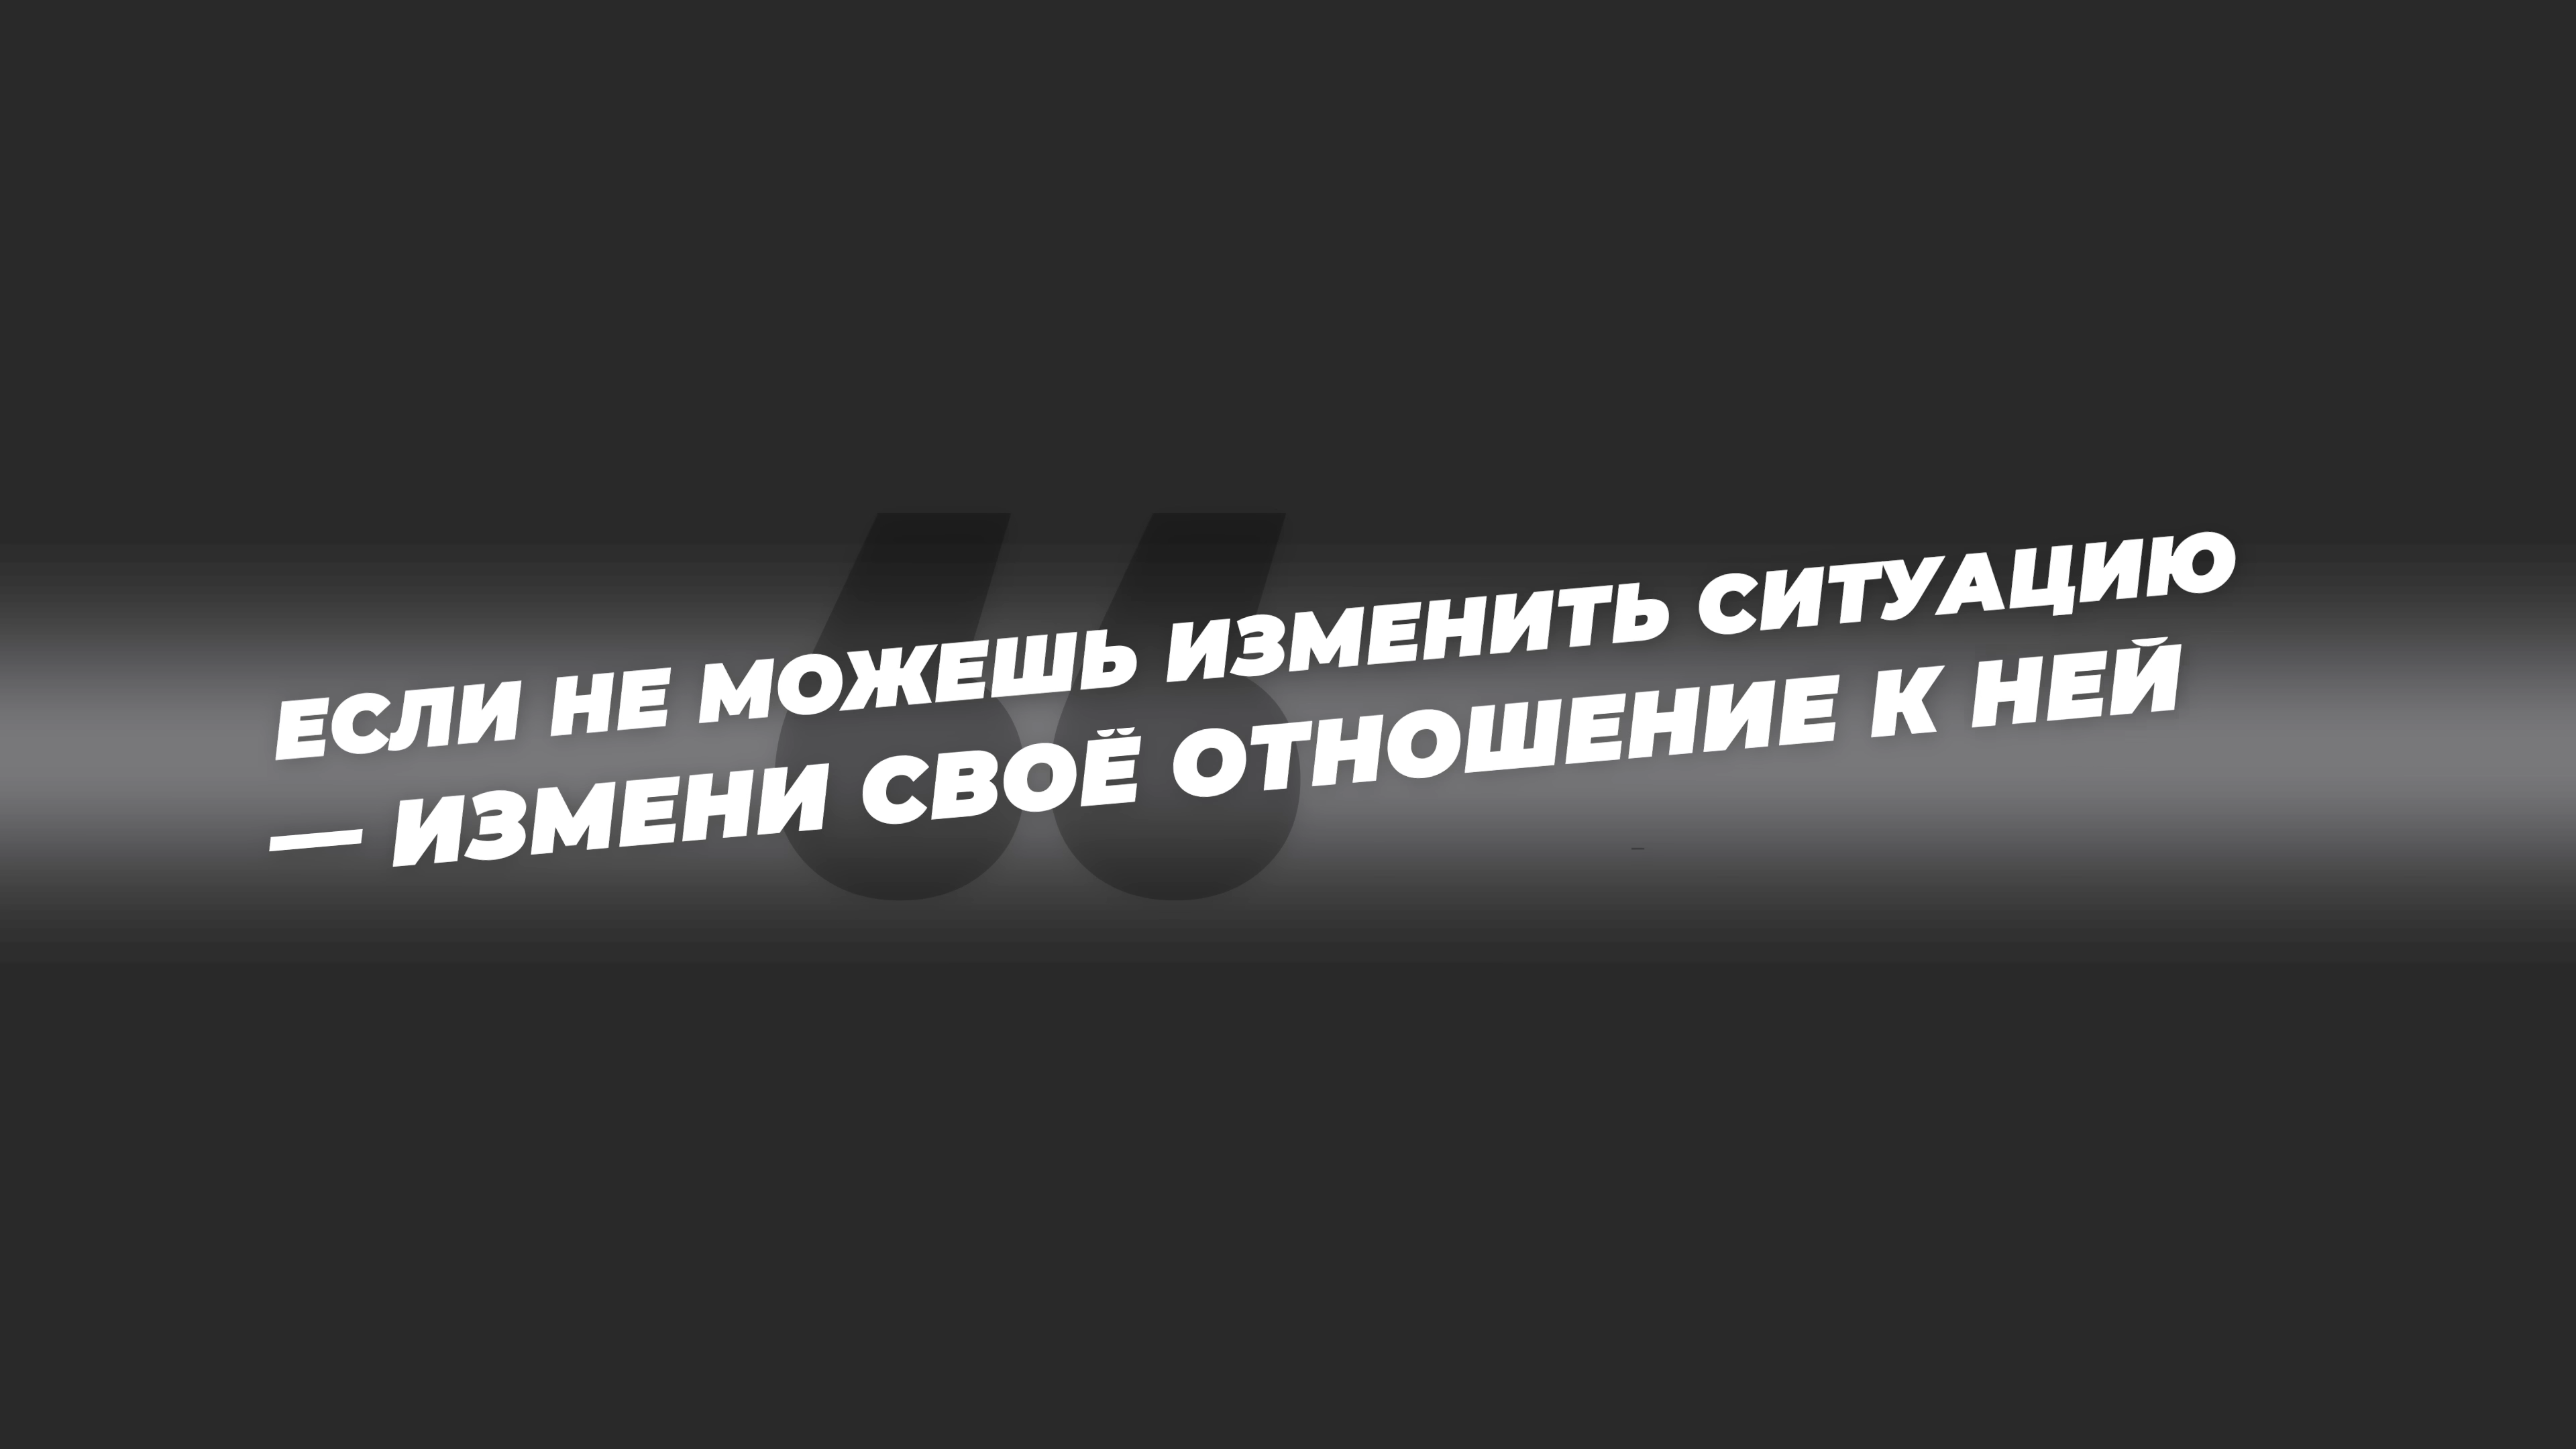 ЕСЛИ НЕ МОЖЕШЬ ИЗМЕНИТЬ СИТУАЦИЮ
— ИЗМЕНИ СВОЁ ОТНОШЕНИЕ К НЕЙ